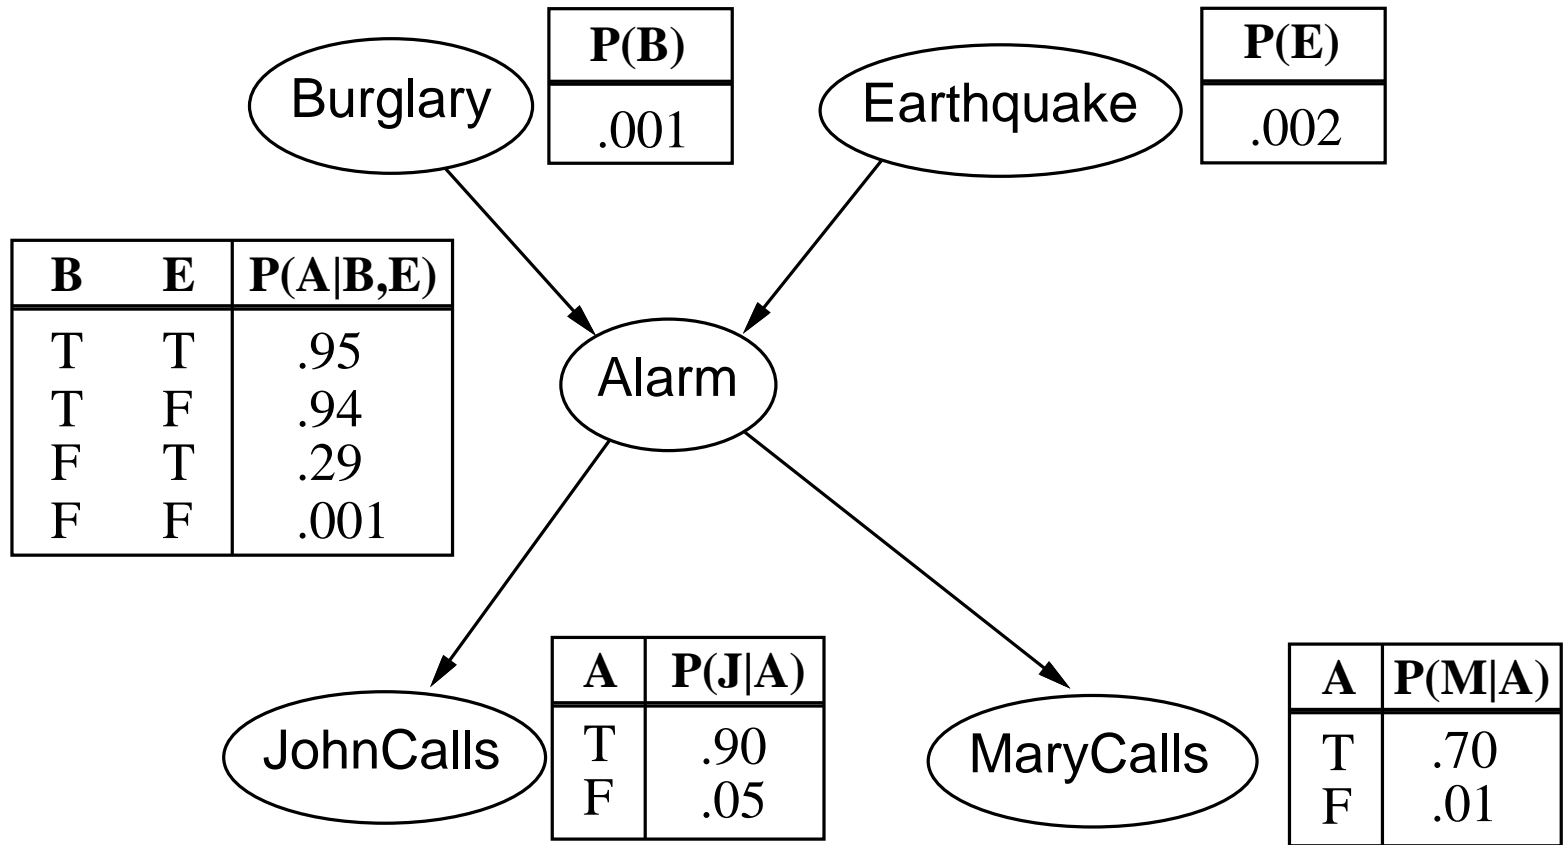 Burglary
P(B)
.001
Earthquake
P(E)
.002
B E P(A|B,E)
T T .95
T F .94
F T .29
F F .001
Alarm
JohnCalls
A P(J|A)
T .90
F .05
MaryCalls
A P(M|A)
T .70
F .01